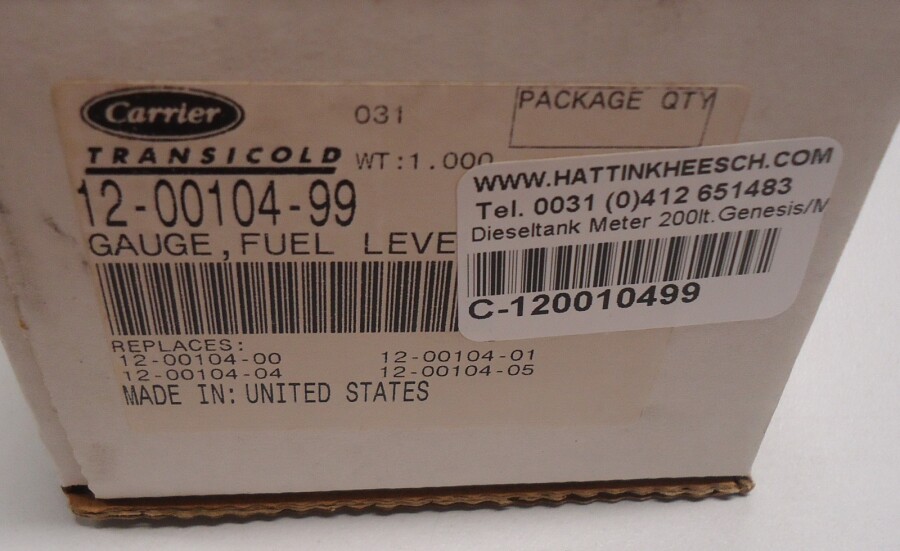 Carrier
TRANSICOLD
031
PACKAGE QTY
WT:1.000
12-00104-99
GAUGE, FUEL LEVE
REPLACES:
12-00104-00 12-00104-01
12-00104-04 12-00104-05
MADE IN: UNITED STATES
WWW.HATTINKHEESCH.COM
Tel. 0031 (0)412 651483
Dieseltank Meter 200lt.Genesis/M
C-120010499